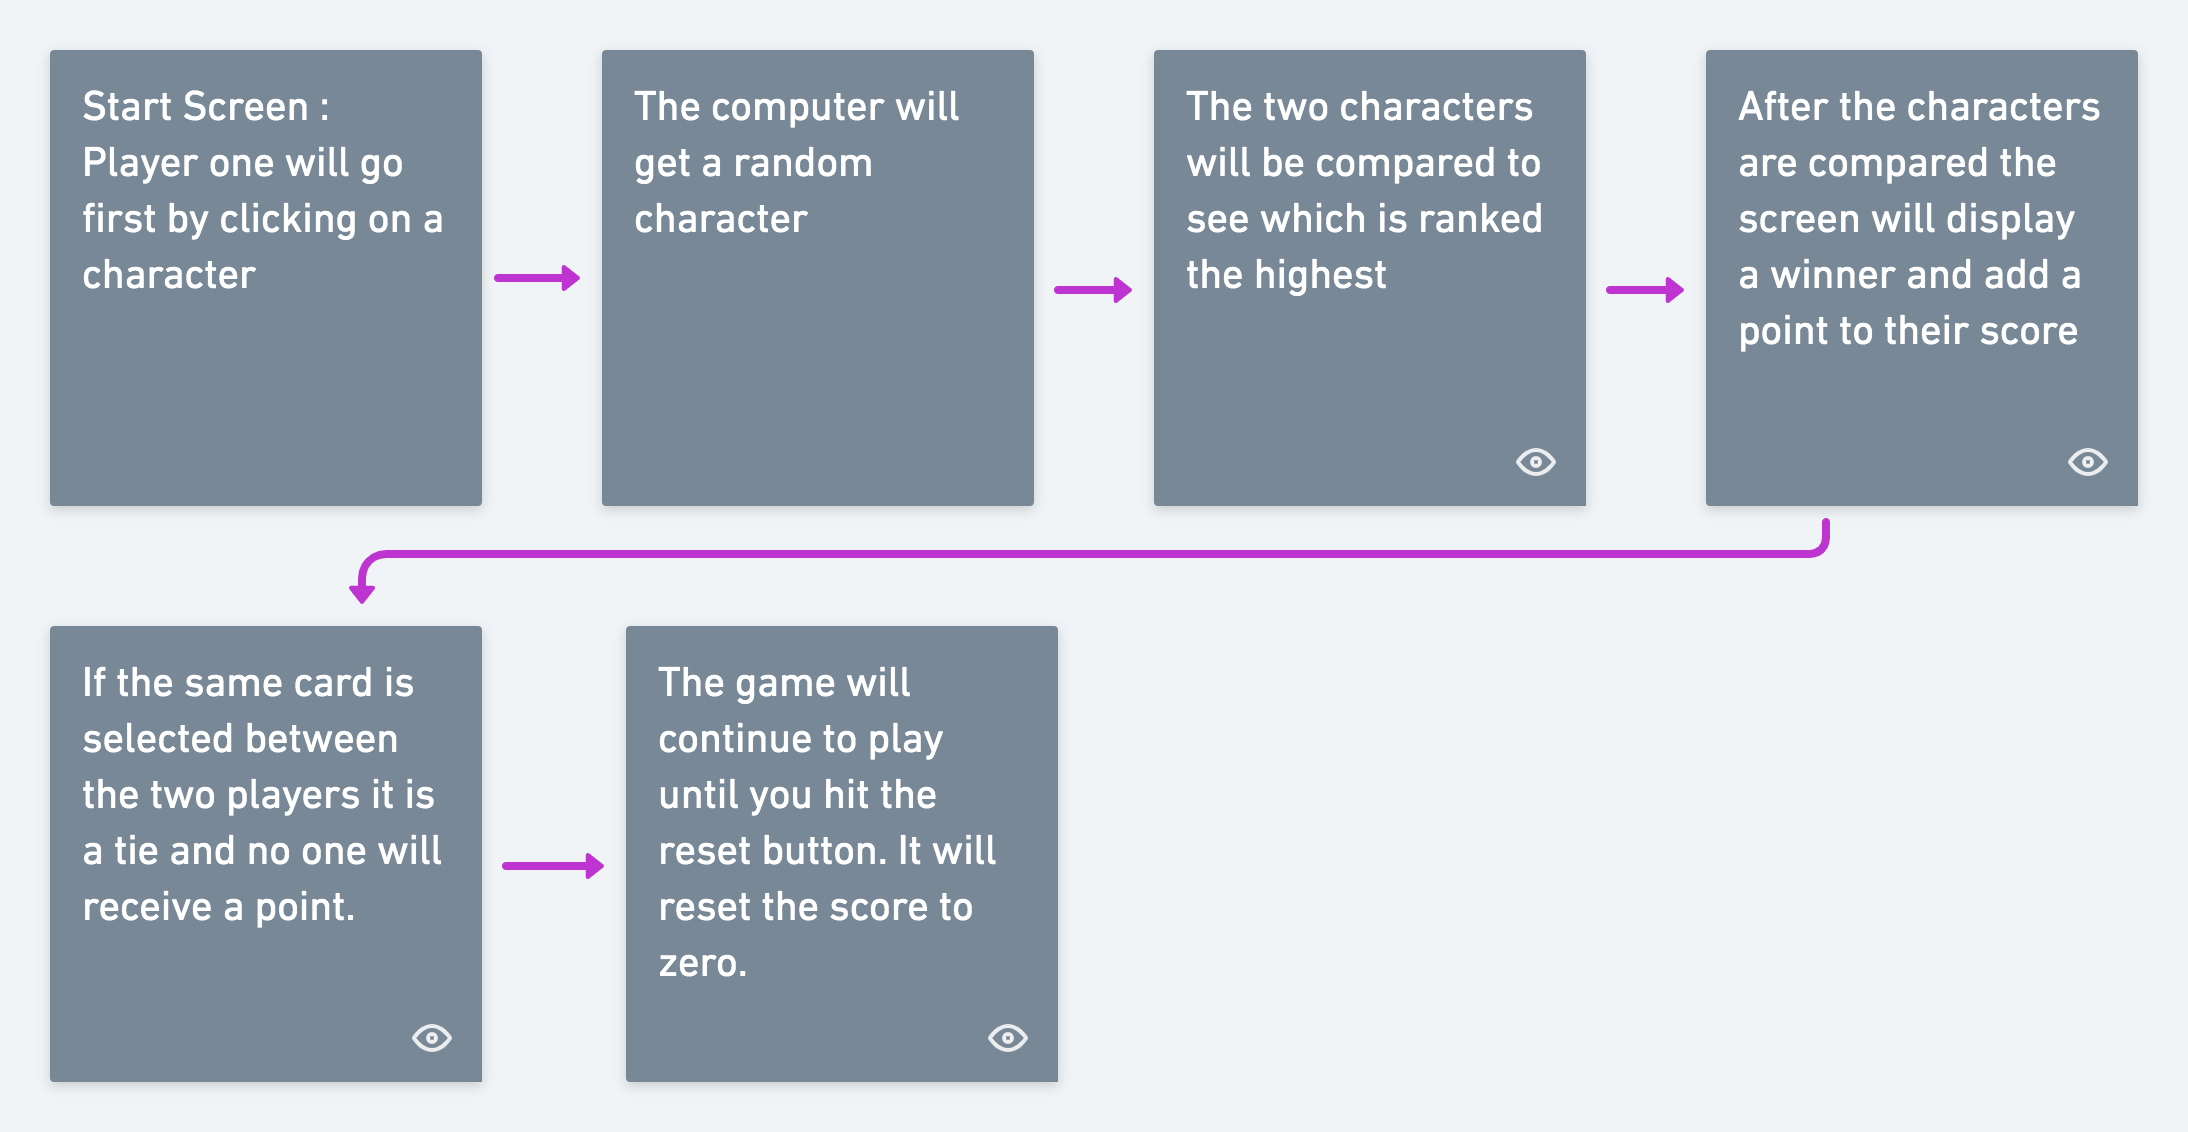 Start Screen :
Player one will go
first by clicking on a
character
The computer will
get a random
character
The two characters
will be compared to
see which is ranked
the highest
After the characters
are compared the
screen will display
a winner and add a
point to their score
If the same card is
selected between
the two players it is
a tie and no one will
receive a point.
The game will
continue to play
until you hit the
reset button. It will
reset the score to
zero.